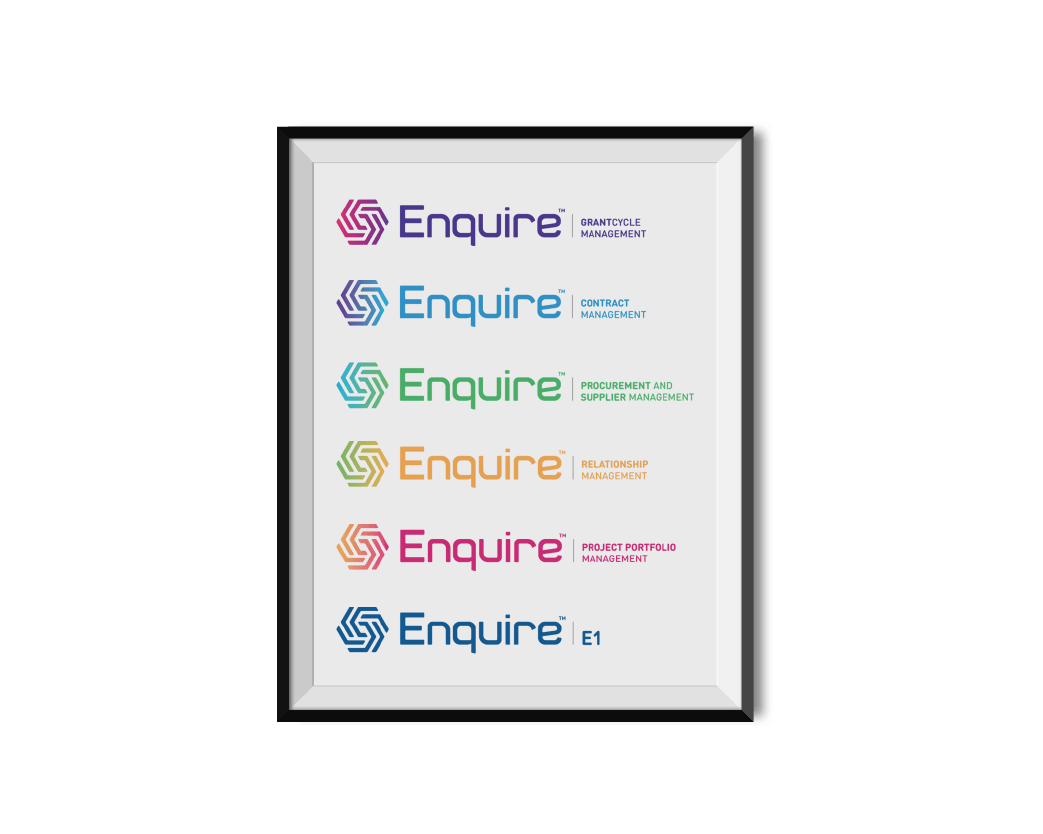 Enquire™ | GRANTCYCLE
MANAGEMENT
Enquire™ | CONTRACT
MANAGEMENT
Enquire™ | PROCUREMENT AND
SUPPLIER MANAGEMENT
Enquire™ | RELATIONSHIP
MANAGEMENT
Enquire™ | PROJECT PORTFOLIO
MANAGEMENT
Enquire™ | E1